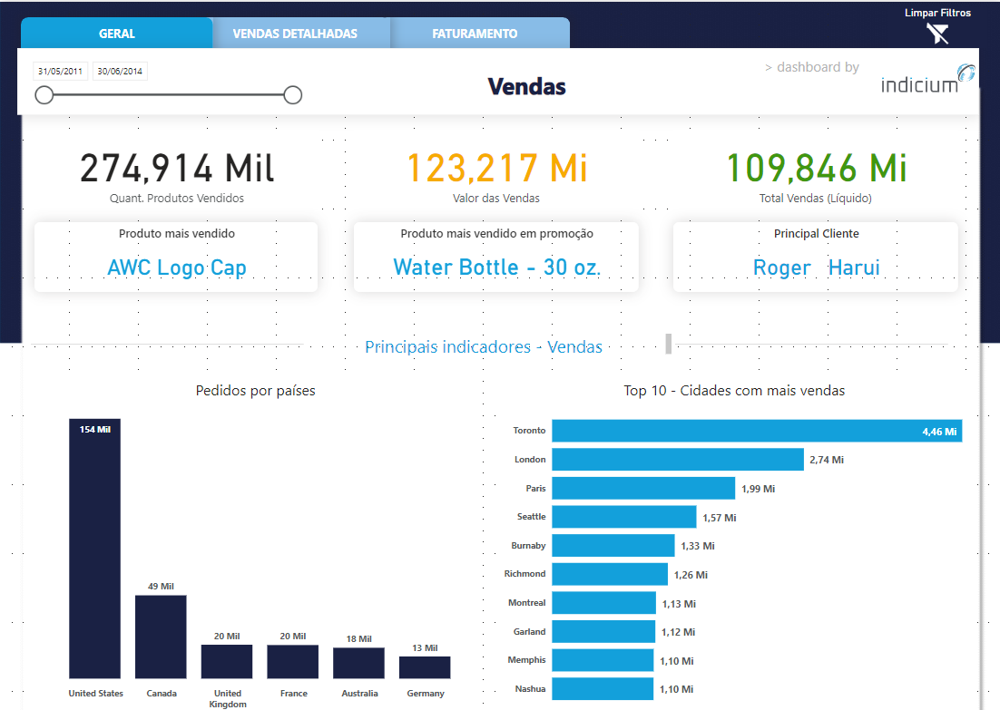 Limpar Filtros
GERAL
VENDAS DETALHADAS
FATURAMENTO
31/05/2011
30/06/2014
Vendas
> dashboard by
indicium
274,914 Mil
Quant. Produtos Vendidos
123,217 Mi
Valor das Vendas
109,846 Mi
Total Vendas (Líquido)
Produto mais vendido
AWC Logo Cap
Produto mais vendido em promoção
Water Bottle - 30 oz.
Principal Cliente
Roger Harui
Principais indicadores - Vendas
Pedidos por países
154 Mil
49 Mil
20 Mil
20 Mil
18 Mil
13 Mil
United States
Canada
United
Kingdom
France
Australia
Germany
Top 10 - Cidades com mais vendas
Toronto 4,46 Mi
London 2,74 Mi
Paris 1,99 Mi
Seattle 1,57 Mi
Burnaby 1,33 Mi
Richmond 1,26 Mi
Montreal 1,13 Mi
Garland 1,12 Mi
Memphis 1,10 Mi
Nashua 1,10 Mi